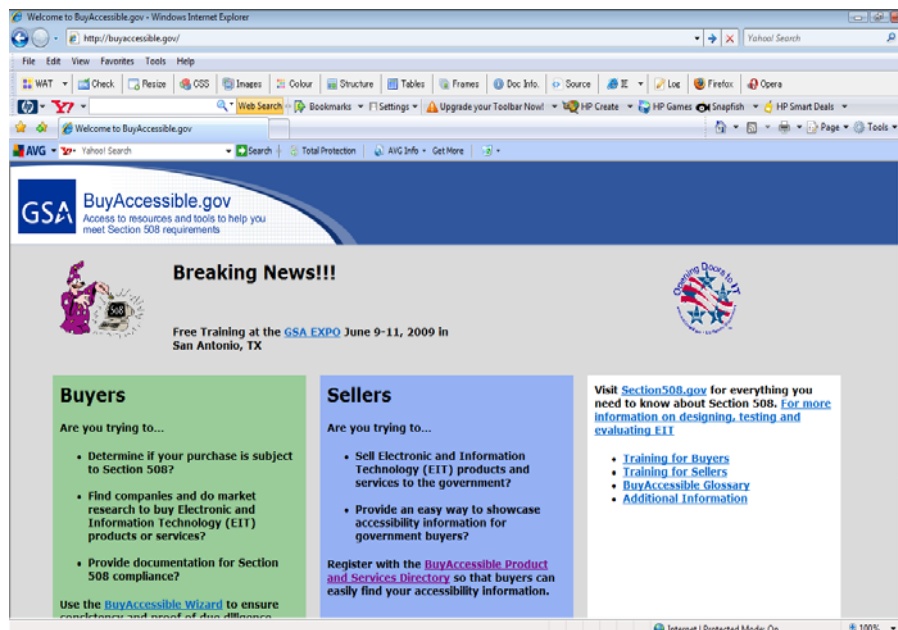 Welcome to BuyAccessible.gov - Windows Internet Explorer
http://buyaccessible.gov/
Yahoo! Search
File Edit View Favorites Tools Help
WAT Check Resize CSS Images Colour Structure Tables Frames Doc Info. Source Log Firefox Opera
Web Search Bookmarks Settings Upgrade your Toolbar Now! HP Create HP Games Snapfish HP Smart Deals
Welcome to BuyAccessible.gov
Page Tools
AVG Yahoo! Search Search Total Protection AVG Info Get More
GSA
BuyAccessible.gov
Access to resources and tools to help you
meet Section 508 requirements
508
Breaking News!!!
Free Training at the GSA EXPO June 9-11, 2009 in
San Antonio, TX
Opening Doors to IT
Buyers
Are you trying to...
• Determine if your purchase is subject
to Section 508?
• Find companies and do market
research to buy Electronic and
Information Technology (EIT)
products or services?
• Provide documentation for Section
508 compliance?
Use the BuyAccessible Wizard to ensure
consistency and proof of due diligence
Sellers
Are you trying to...
• Sell Electronic and Information
Technology (EIT) products and
services to the government?
• Provide an easy way to showcase
accessibility information for
government buyers?
Register with the BuyAccessible Product
and Services Directory so that buyers can
easily find your accessibility information.
Visit Section508.gov for everything you
need to know about Section 508. For more
information on designing, testing and
evaluating EIT
• Training for Buyers
• Training for Sellers
• BuyAccessible Glossary
• Additional Information
Internet | Protected Mode: On 100%